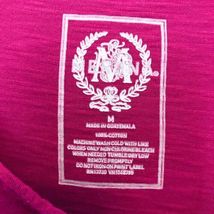 M
MADE IN GUATEMALA
100% COTTON
MACHINE WASH COLD WITH LIKE
COLORS ONLY NON CHLORINE BLEACH
WHEN NEEDED TUMBLE DRY LOW
REMOVE PROMPTLY
DO NOT IRON ON PRINT LABEL